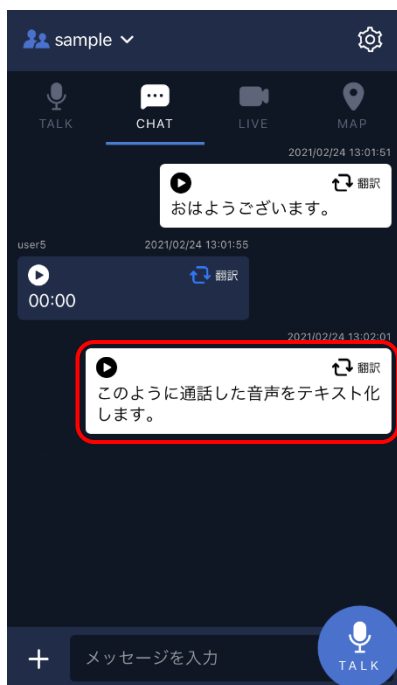 sample
TALK CHAT LIVE MAP
2021/02/24 13:01:51
翻訳
おはようございます。
user5 2021/02/24 13:01:55
翻訳
00:00
2021/02/24 13:02:01
翻訳
このように通話した音声をテキスト化
します。
メッセージを入力
TALK